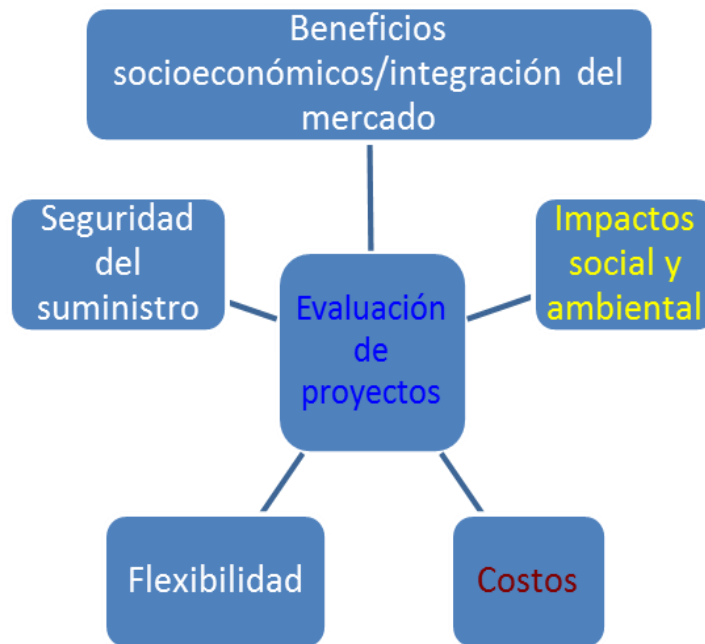 Beneficios
socioeconómicos/integración del
mercado
Seguridad
del
suministro
Impactos
social y
ambiental
Evaluación
de
proyectos
Flexibilidad
Costos